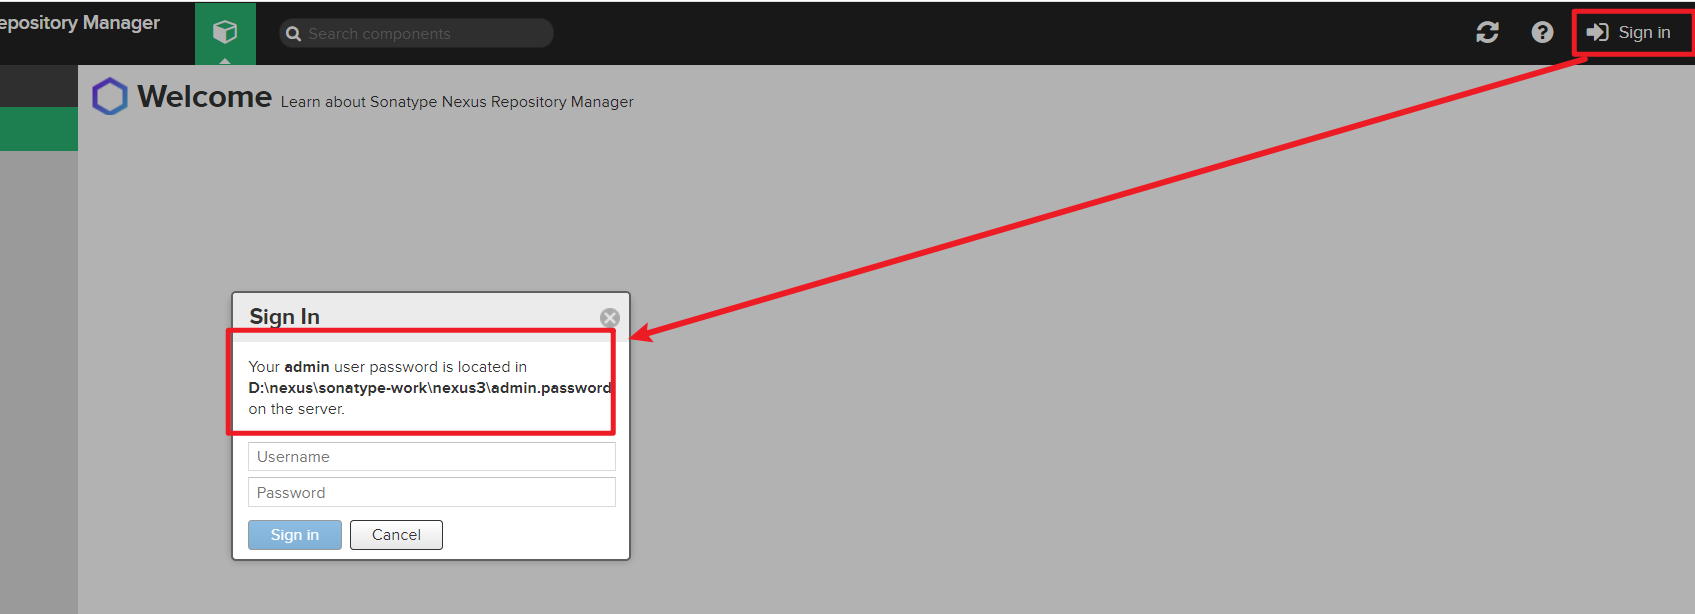 epository Manager
Search components
Sign in
Welcome Learn about Sonatype Nexus Repository Manager
Sign In
Your admin user password is located in
D:\nexus\sonatype-work\nexus3\admin.password
on the server.
Username
Password
Sign in Cancel